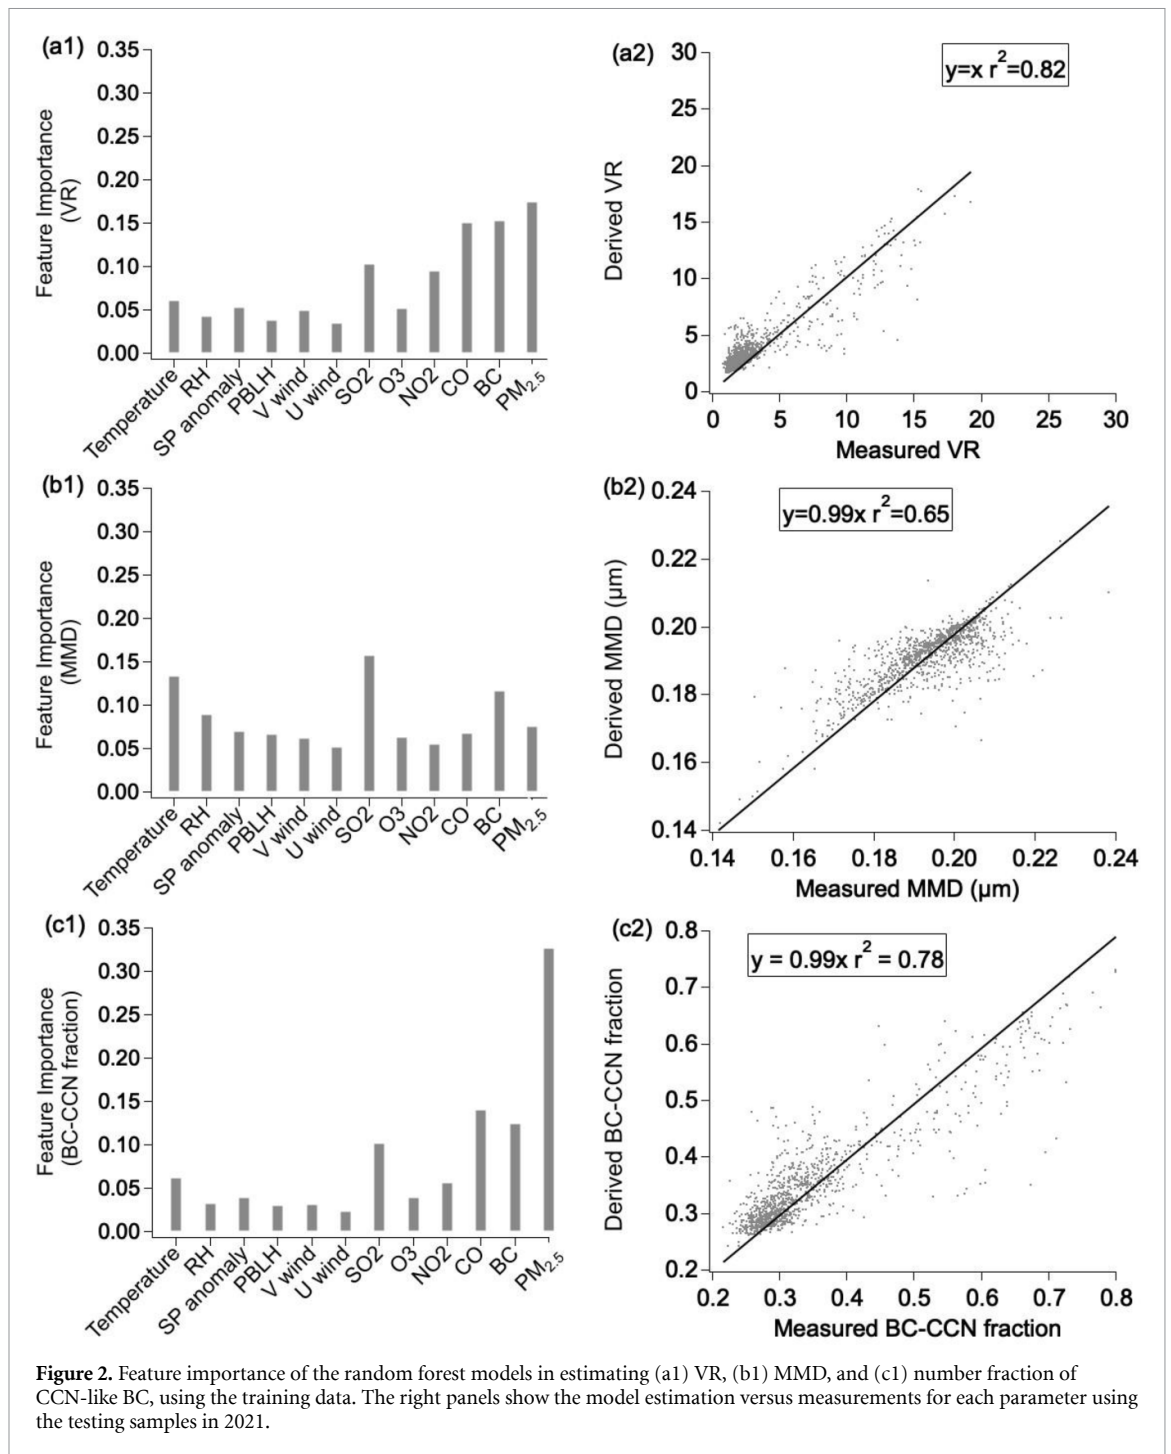 (a1)
0.35
0.30
0.25
0.20
0.15
0.10
0.05
0.00
Feature Importance
(VR)
Temperature
RH
SP anomaly
PBLH
V wind
U wind
SO2
O3
NO2
CO
BC
PM2.5
(a2)
30
25
20
15
10
5
0
Derived VR
y=x r²=0.82
0 5 10 15 20 25 30
Measured VR
(b1)
0.35
0.30
0.25
0.20
0.15
0.10
0.05
0.00
Feature Importance
(MMD)
Temperature
RH
SP anomaly
PBLH
V wind
U wind
SO2
O3
NO2
CO
BC
PM2.5
(b2)
0.24
0.22
0.20
0.18
0.16
0.14
Derived MMD (µm)
y=0.99x r²=0.65
0.14 0.16 0.18 0.20 0.22 0.24
Measured MMD (µm)
(c1)
0.35
0.30
0.25
0.20
0.15
0.10
0.05
0.00
Feature Importance
(BC-CCN fraction)
Temperature
RH
SP anomaly
PBLH
V wind
U wind
SO2
O3
NO2
CO
BC
PM2.5
(c2)
0.8
0.7
0.6
0.5
0.4
0.3
0.2
Derived BC-CCN fraction
y = 0.99x r² = 0.78
0.2 0.3 0.4 0.5 0.6 0.7 0.8
Measured BC-CCN fraction
Figure 2. Feature importance of the random forest models in estimating (a1) VR, (b1) MMD, and (c1) number fraction of
CCN-like BC, using the training data. The right panels show the model estimation versus measurements for each parameter using
the testing samples in 2021.